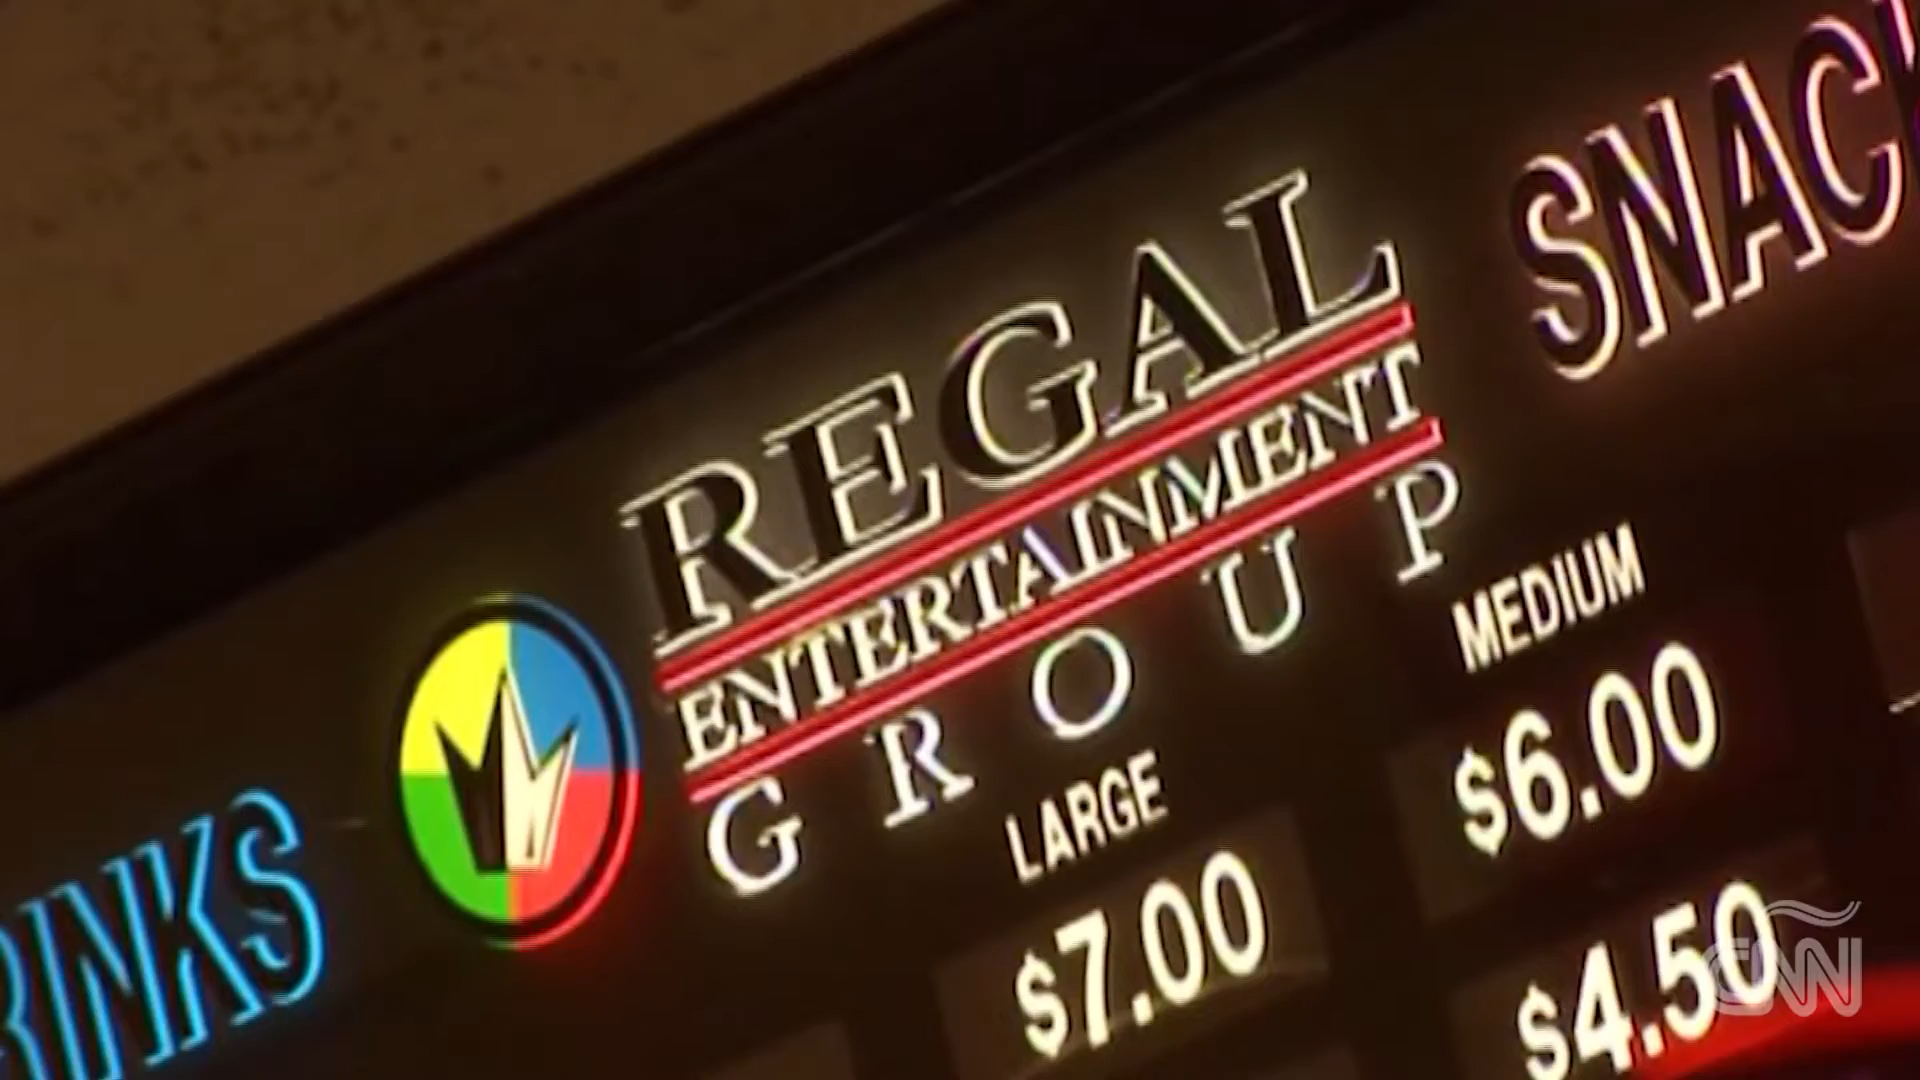 SNACK
REGAL
ENTERTAINMENT
GROUP
MEDIUM
$6.00
LARGE
$7.00
$4.50
RINKS
CNN